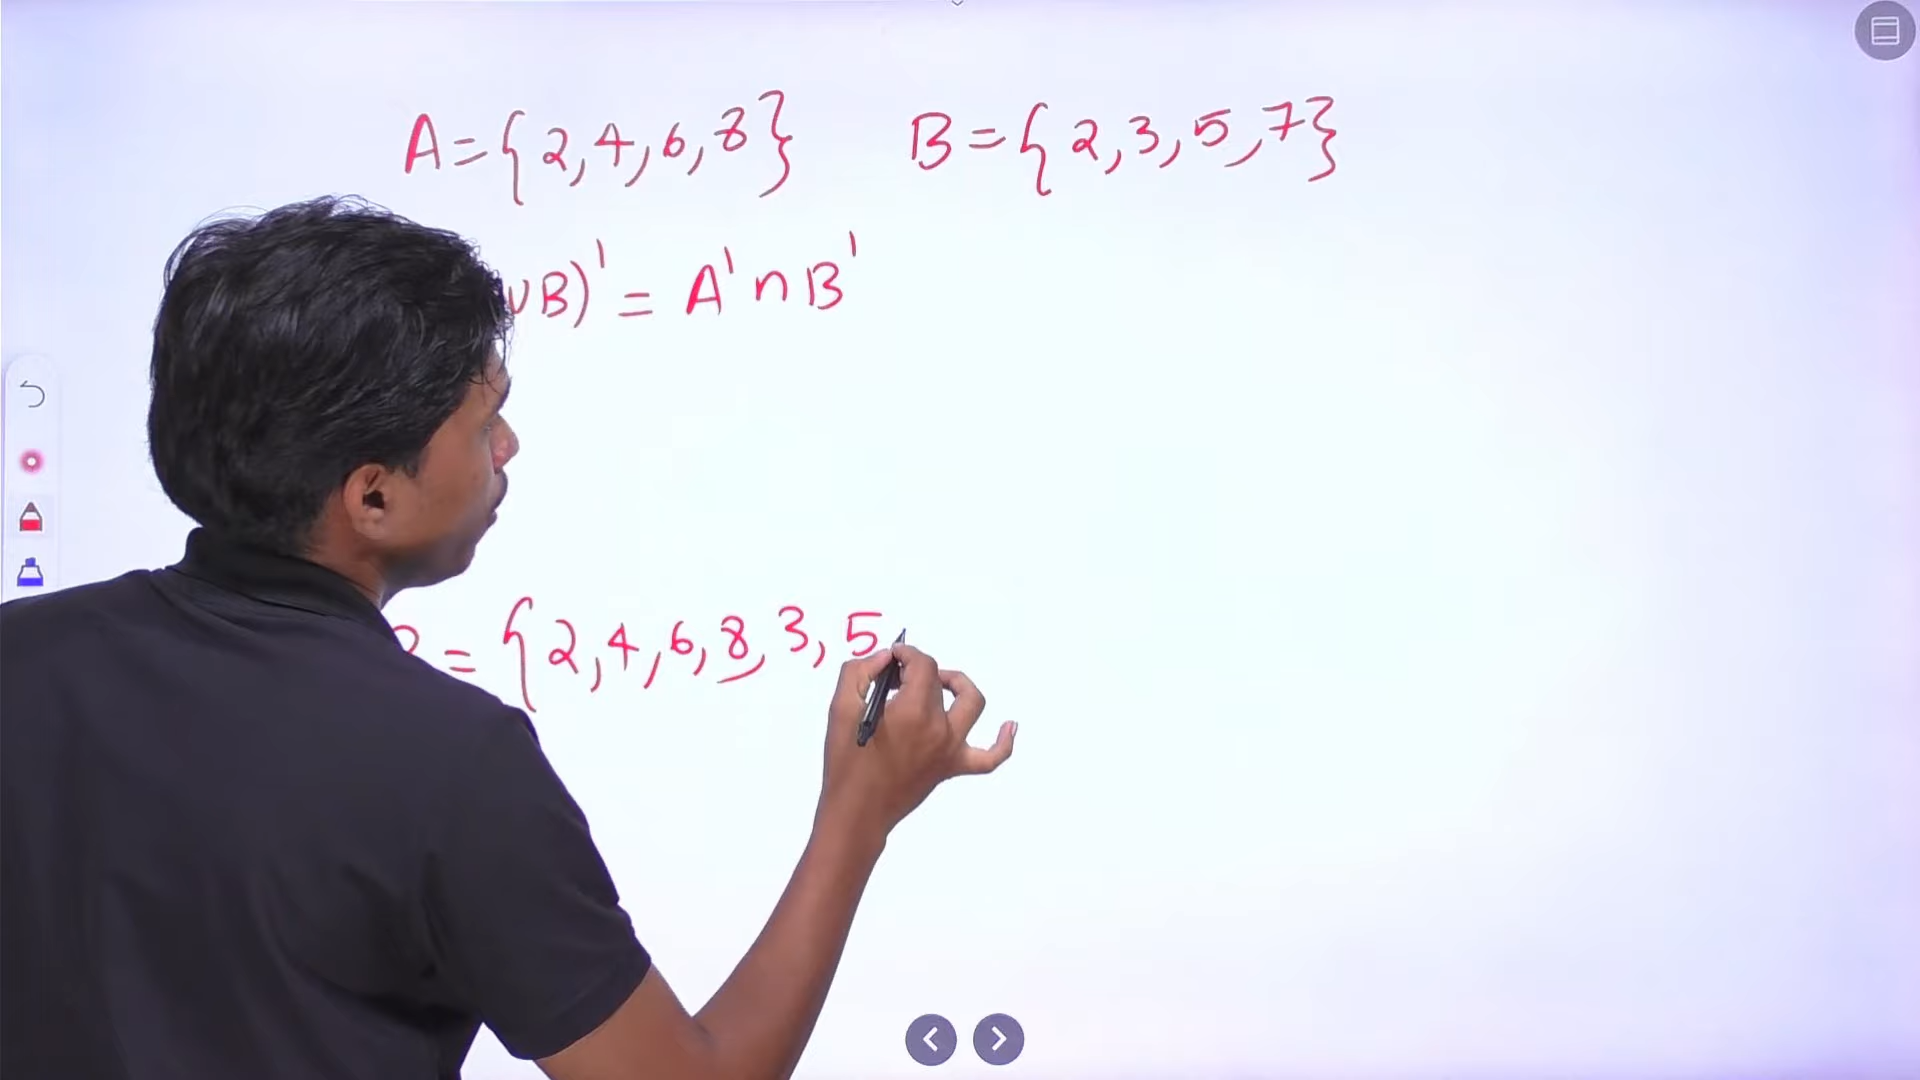 A={2,4,6,8} B={2,3,5,7}
∪B)' = A'∩B'
= {2,4,6,8,3,5,